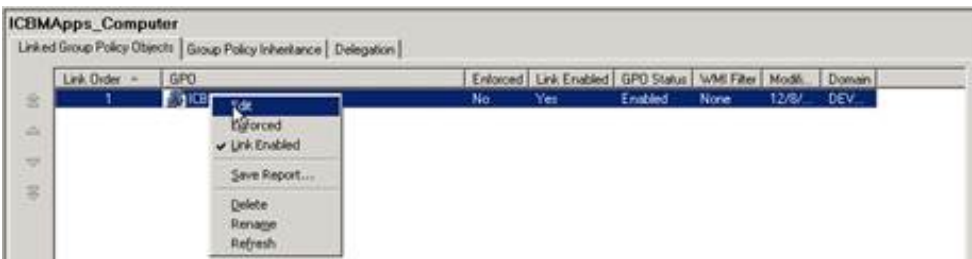 ICBMApps_Computer
Linked Group Policy Objects Group Policy Inheritance Delegation
Link Order GPO Enforced Link Enabled GPO Status WMI Filter Modifi... Domain
1 ICB No Yes Enabled None 12/8/... DEV...
Edit
Enforced
Link Enabled
Save Report...
Delete
Rename
Refresh